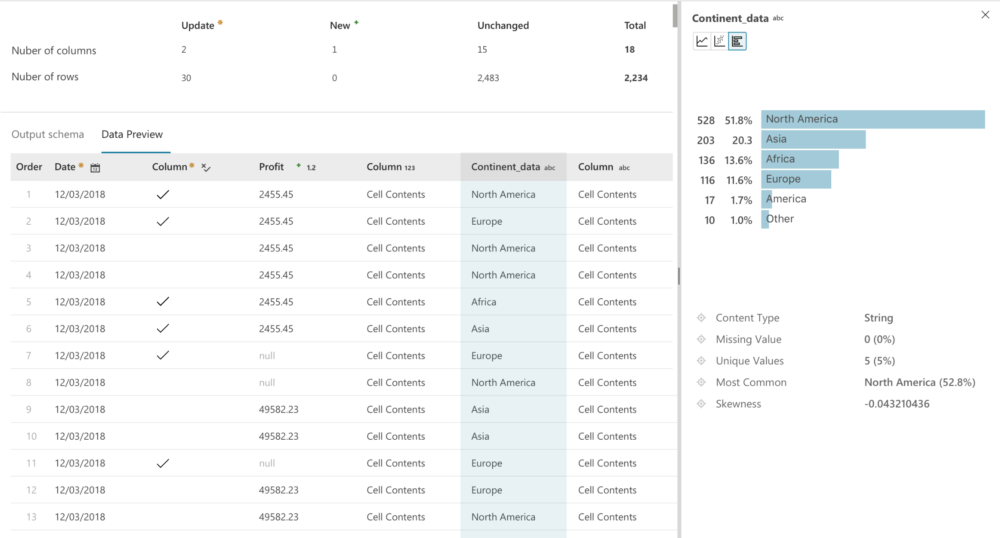 Update * New + Unchanged Total
Nuber of columns 2 1 15 18
Nuber of rows 30 0 2,483 2,234
Output schema Data Preview
Order Date * 12 Column * Profit + 1.2 Column 123 Continent_data abc Column abc
1 12/03/2018 2455.45 Cell Contents North America Cell Contents
2 12/03/2018 2455.45 Cell Contents Europe Cell Contents
3 12/03/2018 2455.45 Cell Contents North America Cell Contents
4 12/03/2018 2455.45 Cell Contents North America Cell Contents
5 12/03/2018 2455.45 Cell Contents Africa Cell Contents
6 12/03/2018 2455.45 Cell Contents Asia Cell Contents
7 12/03/2018 null Cell Contents Europe Cell Contents
8 12/03/2018 null Cell Contents North America Cell Contents
9 12/03/2018 49582.23 Cell Contents Asia Cell Contents
10 12/03/2018 49582.23 Cell Contents Asia Cell Contents
11 12/03/2018 null Cell Contents Europe Cell Contents
12 12/03/2018 49582.23 Cell Contents Europe Cell Contents
13 12/03/2018 49582.23 Cell Contents North America Cell Contents
Continent_data abc
528 51.8% North America
203 20.3 Asia
136 13.6% Africa
116 11.6% Europe
17 1.7% America
10 1.0% Other
Content Type String
Missing Value 0 (0%)
Unique Values 5 (5%)
Most Common North America (52.8%)
Skewness -0.043210436